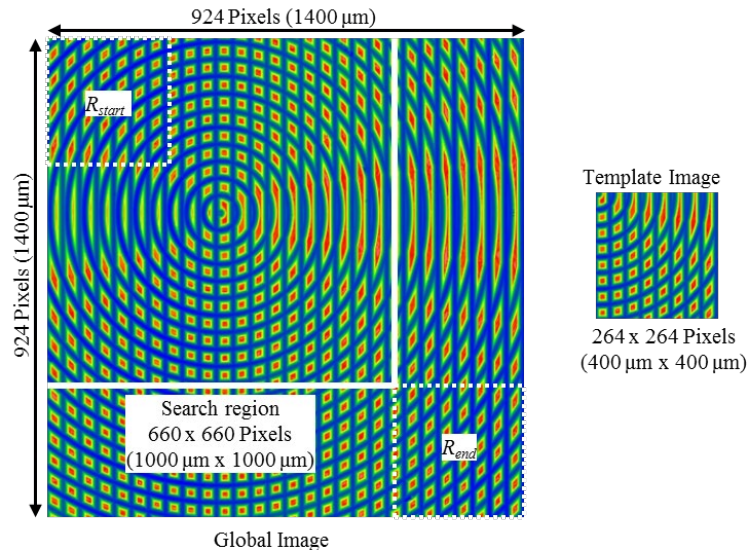 924 Pixels (1400 µm)
924 Pixels (1400 µm)
Rstart
Template Image
264 x 264 Pixels
(400 µm x 400 µm)
Search region
660 x 660 Pixels
(1000 µm x 1000 µm)
Rend
Global Image